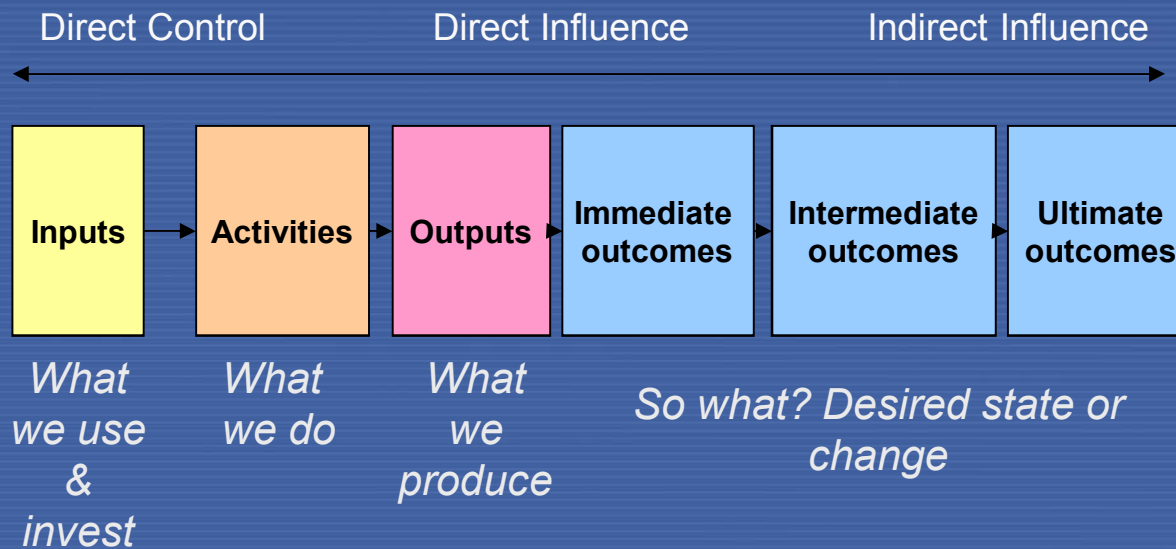 Direct Control Direct Influence Indirect Influence
Inputs
Activities
Outputs
Immediate
outcomes
Intermediate
outcomes
Ultimate
outcomes
What
we use
&
invest
What
we do
What
we
produce
So what? Desired state or
change